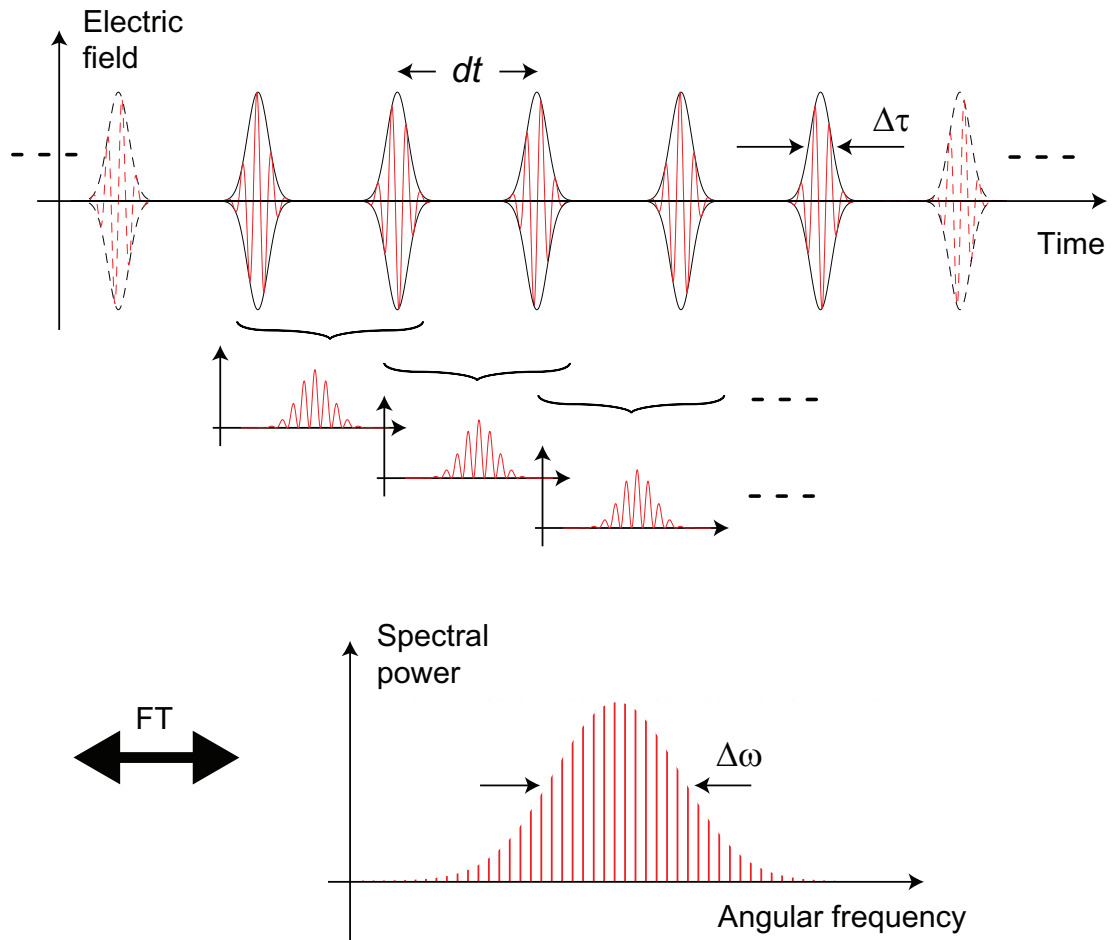 Electric
field
dt
Δτ
Time
Spectral
power
FT
Δω
Angular frequency